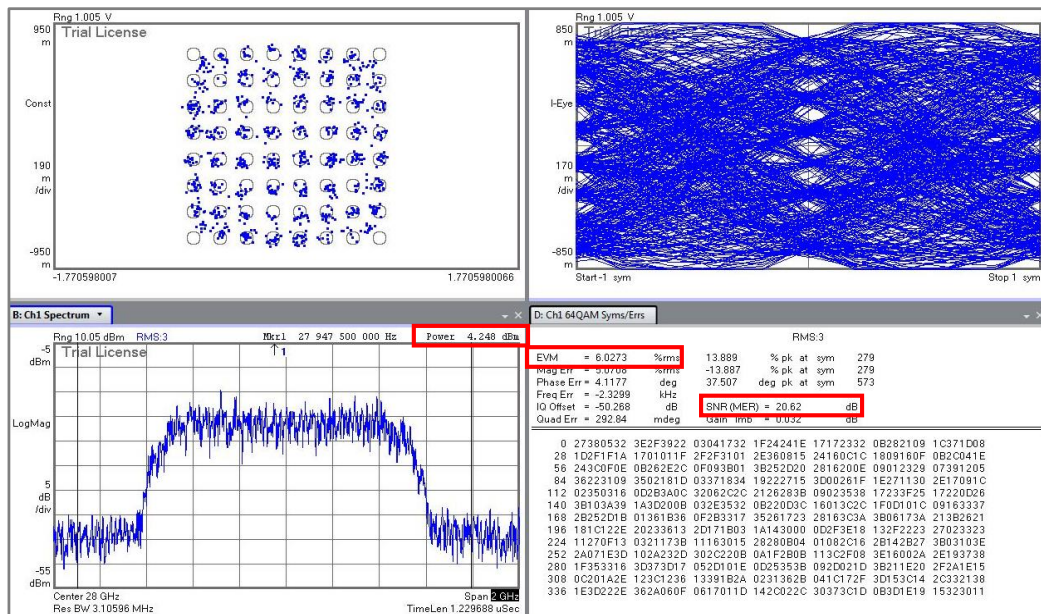 Rng 1.005 V
950
m
Trial License
Const
190
m
/div
-950
m
-1.770598007
1.7705980066
Rng 1.005 V
850
m
Trial License
I-Eye
170
m
/div
-850
m
Start -1 sym
Stop 1 sym
B: Ch1 Spectrum
Rng 10.05 dBm
RMS:3
Mkr1 27 947 500 000 Hz
Power 4.248 dBm
-5
dBm
Trial License
1
LogMag
5
dB
/div
-55
dBm
Center 28 GHz
Span 2 GHz
Res BW 3.10596 MHz
TimeLen 1.229688 uSec
D: Ch1 64QAM Syms/Errs
RMS:3
EVM = 6.0273 %rms 13.889 % pk at sym 279
Mag Err = 5.0708 %rms -13.887 % pk at sym 279
Phase Err = 4.1177 deg 37.507 deg pk at sym 573
Freq Err = -2.3299 kHz
IQ Offset = -50.268 dB SNR (MER) = 20.62 dB
Quad Err = 292.84 mdeg Gain Imb = 0.032 dB
0 27380532 3E2F3922 03041732 1F24241E 17172332 0B282109 1C371D08
28 1D2F1F1A 1701011F 2F2F3101 2E360815 24160C1C 1809160F 0B2C041E
56 243C0F0E 0B262E2C 0F093B01 3B252D20 2816200E 09012329 07391205
84 36223109 3502181D 03371834 19222715 3D00261F 1E271130 2E17091C
112 02350316 0D2B3A0C 32062C2C 2126283B 09023538 17233F25 17220D26
140 3B103A39 1A3D200B 032E3532 0B220D3C 16013C2C 1F0D101C 09163337
168 2B252D1B 01361B36 0F2B3317 35261723 28163C3A 3B06173A 213B2621
196 181C122E 20233613 2D171B03 1A143000 0D2F3E18 132F2223 27023323
224 11270F13 0321173B 11163015 28280B04 01082C16 2B142B27 3B03103E
252 2A071E3D 102A232D 302C220B 0A1F2B0B 113C2F08 3E16002A 2E193738
280 1F353316 3D373D17 052D101E 0D25353B 092D021D 3B211E20 2F2A1E15
308 0C201A2E 123C1236 13391B2A 0231362B 041C172F 3D153C14 2C332138
336 1E3D222E 362A060F 0617011D 142C022C 30373C1D 0B3D1E19 15323011